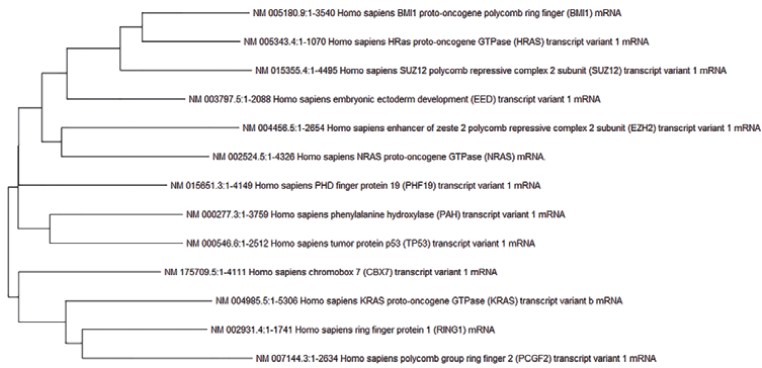 NM 005180.9:1-3540 Homo sapiens BMI1 proto-oncogene polycomb ring finger (BMI1) mRNA
NM 005343.4:1-1070 Homo sapiens HRas proto-oncogene GTPase (HRAS) transcript variant 1 mRNA
NM 015355.4:1-4495 Homo sapiens SUZ12 polycomb repressive complex 2 subunit (SUZ12) transcript variant 1 mRNA
NM 003797.5:1-2088 Homo sapiens embryonic ectoderm development (EED) transcript variant 1 mRNA
NM 004456.5:1-2654 Homo sapiens enhancer of zeste 2 polycomb repressive complex 2 subunit (EZH2) transcript variant 1 mRNA
NM 002524.5:1-4326 Homo sapiens NRAS proto-oncogene GTPase (NRAS) mRNA.
NM 015651.3:1-4149 Homo sapiens PHD finger protein 19 (PHF19) transcript variant 1 mRNA
NM 000277.3:1-3759 Homo sapiens phenylalanine hydroxylase (PAH) transcript variant 1 mRNA
NM 000546.6:1-2512 Homo sapiens tumor protein p53 (TP53) transcript variant 1 mRNA
NM 175709.5:1-4111 Homo sapiens chromobox 7 (CBX7) transcript variant 1 mRNA
NM 004985.5:1-5306 Homo sapiens KRAS proto-oncogene GTPase (KRAS) transcript variant b mRNA
NM 002931.4:1-1741 Homo sapiens ring finger protein 1 (RING1) mRNA
NM 007144.3:1-2634 Homo sapiens polycomb group ring finger 2 (PCGF2) transcript variant 1 mRNA